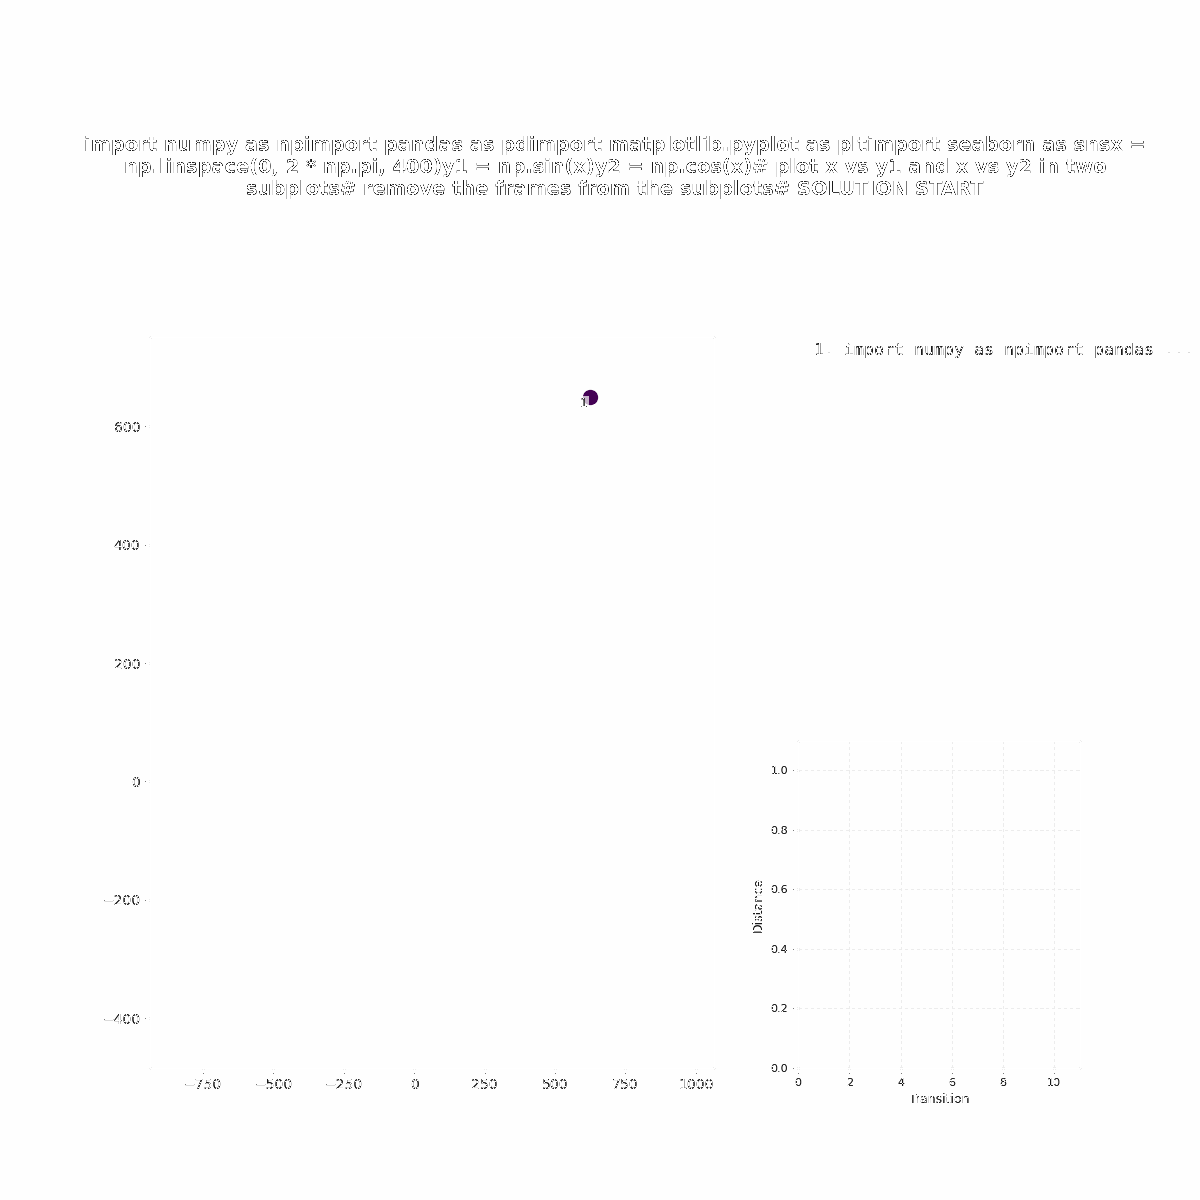 import numpy as npimport pandas as pdimport matplotlib.pyplot as pltimport seaborn as snsx =
np.linspace(0, 2 * np.pi, 400)y1 = np.sin(x)y2 = np.cos(x)# plot x vs y1 and x vs y2 in two
subplots# remove the frames from the subplots# SOLUTION START
1. import numpy as npimport pandas ...
1
600
400
200
0
−200
−400
−750 −500 −250 0 250 500 750 1000
1.0
0.8
0.6
0.4
0.2
0.0
Distance
0 2 4 6 8 10
Transition